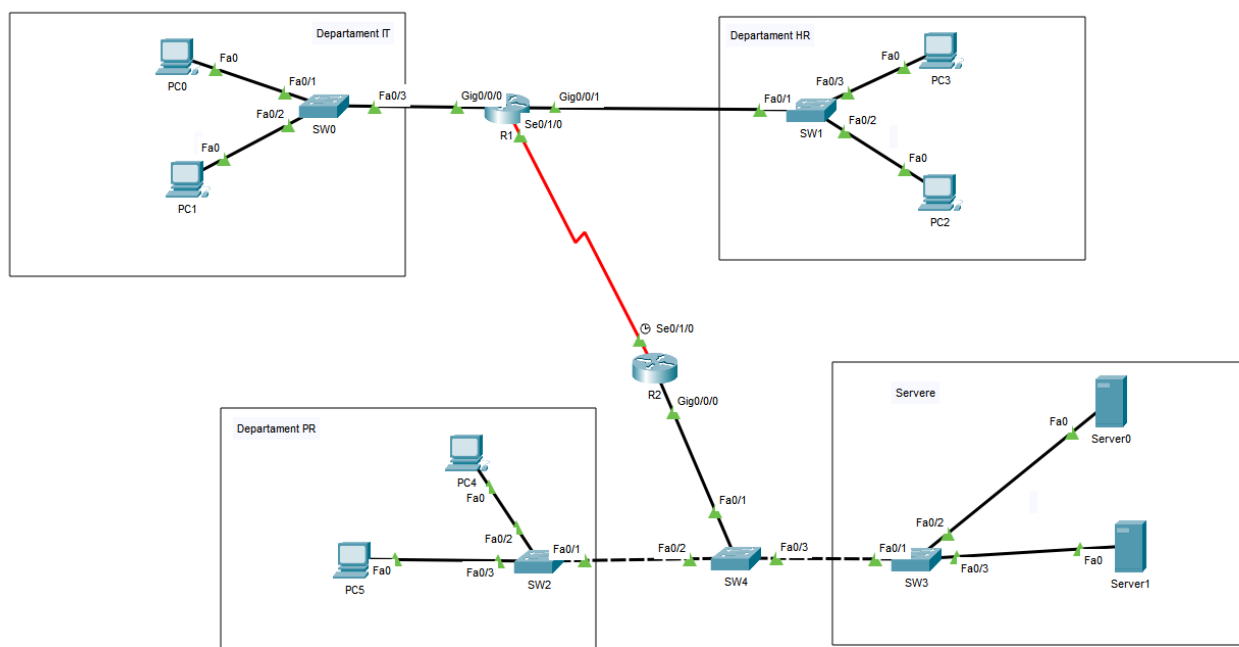 Departament IT
Fa0
PC0
Fa0/1
Fa0/2
SW0
Fa0/3
Fa0
PC1
Gig0/0/0
Gig0/0/1
Se0/1/0
R1
Departament HR
Fa0
PC3
Fa0/3
Fa0/1
SW1
Fa0/2
Fa0
PC2
Se0/1/0
R2
Gig0/0/0
Departament PR
PC4
Fa0
Fa0/2
Fa0/1
Fa0
Fa0/3
PC5
SW2
Fa0/1
Fa0/2
Fa0/3
SW4
Servere
Fa0
Server0
Fa0/2
Fa0/1
SW3
Fa0/3
Fa0
Server1